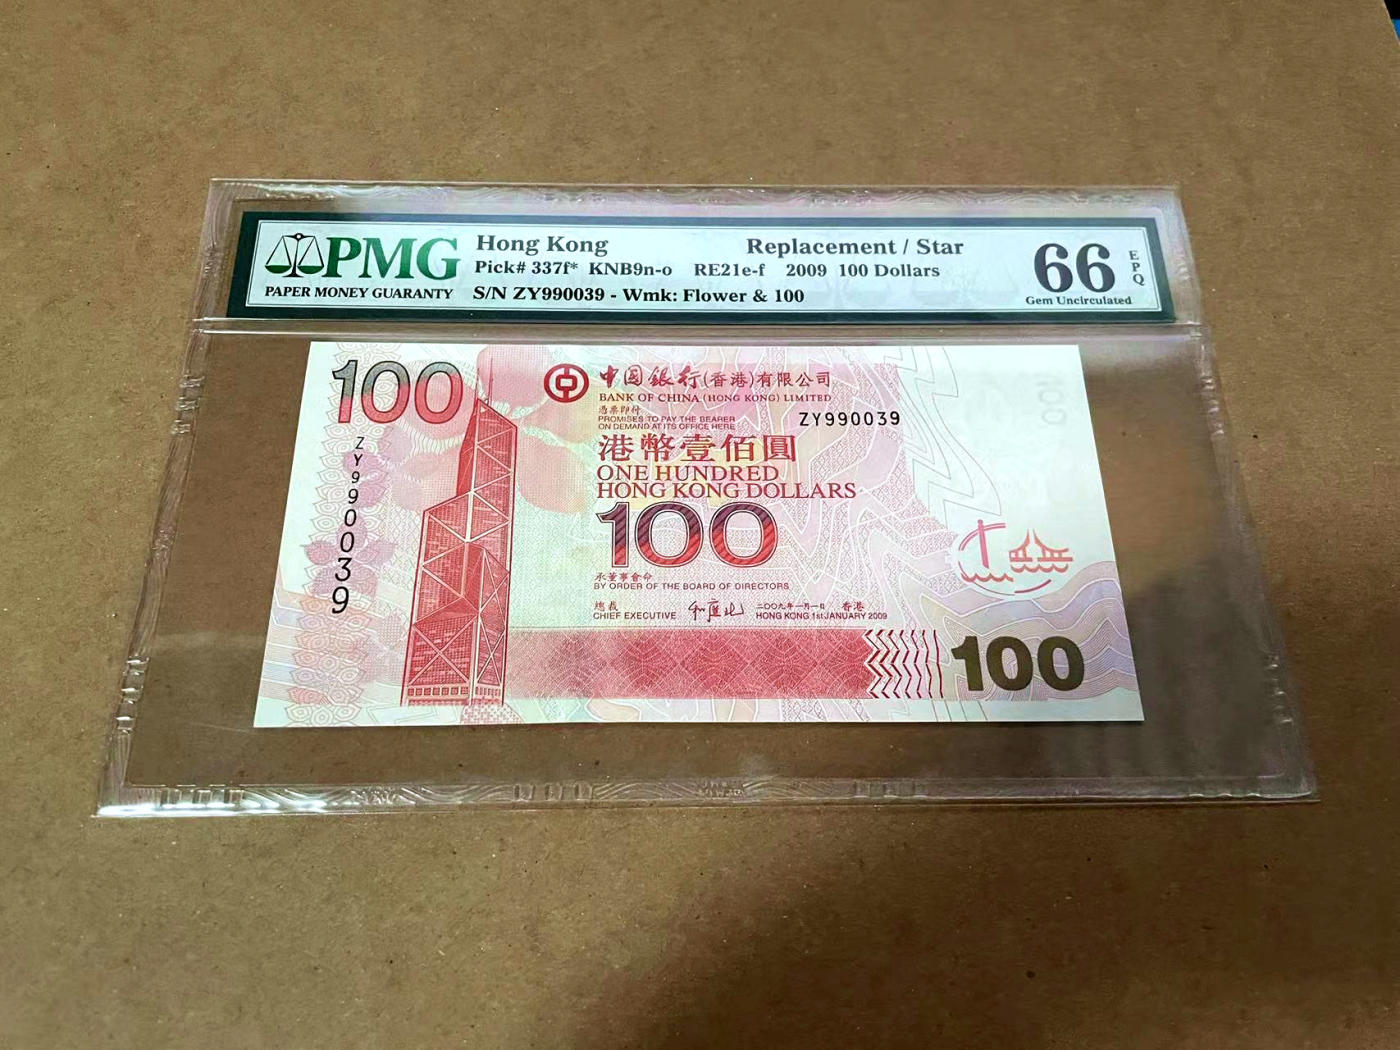 PMG
PAPER MONEY GUARANTY
Hong Kong Replacement / Star
Pick# 337f* KNB9n-o RE21e-f 2009 100 Dollars
S/N ZY990039 - Wmk: Flower & 100
66 EPQ
Gem Uncirculated
100
中国銀行(香港)有限公司
BANK OF CHINA (HONG KONG) LIMITED
憑票即付
PROMISES TO PAY THE BEARER
ON DEMAND AT ITS OFFICE HERE
ZY990039
ZY990039
港幣壹佰圓
ONE HUNDRED
HONG KONG DOLLARS
100
承董事會命
BY ORDER OF THE BOARD OF DIRECTORS
總裁
CHIEF EXECUTIVE
和廣北
二〇〇九年一月一日 香港
HONG KONG 1st JANUARY 2009
100